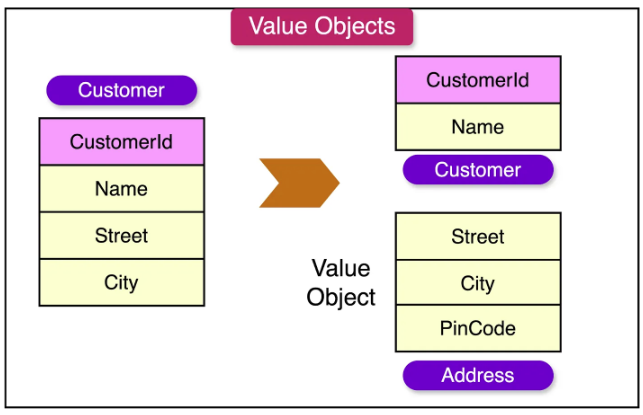 Value Objects
Customer
CustomerId
Name
Street
City
CustomerId
Name
Customer
Value
Object
Street
City
PinCode
Address